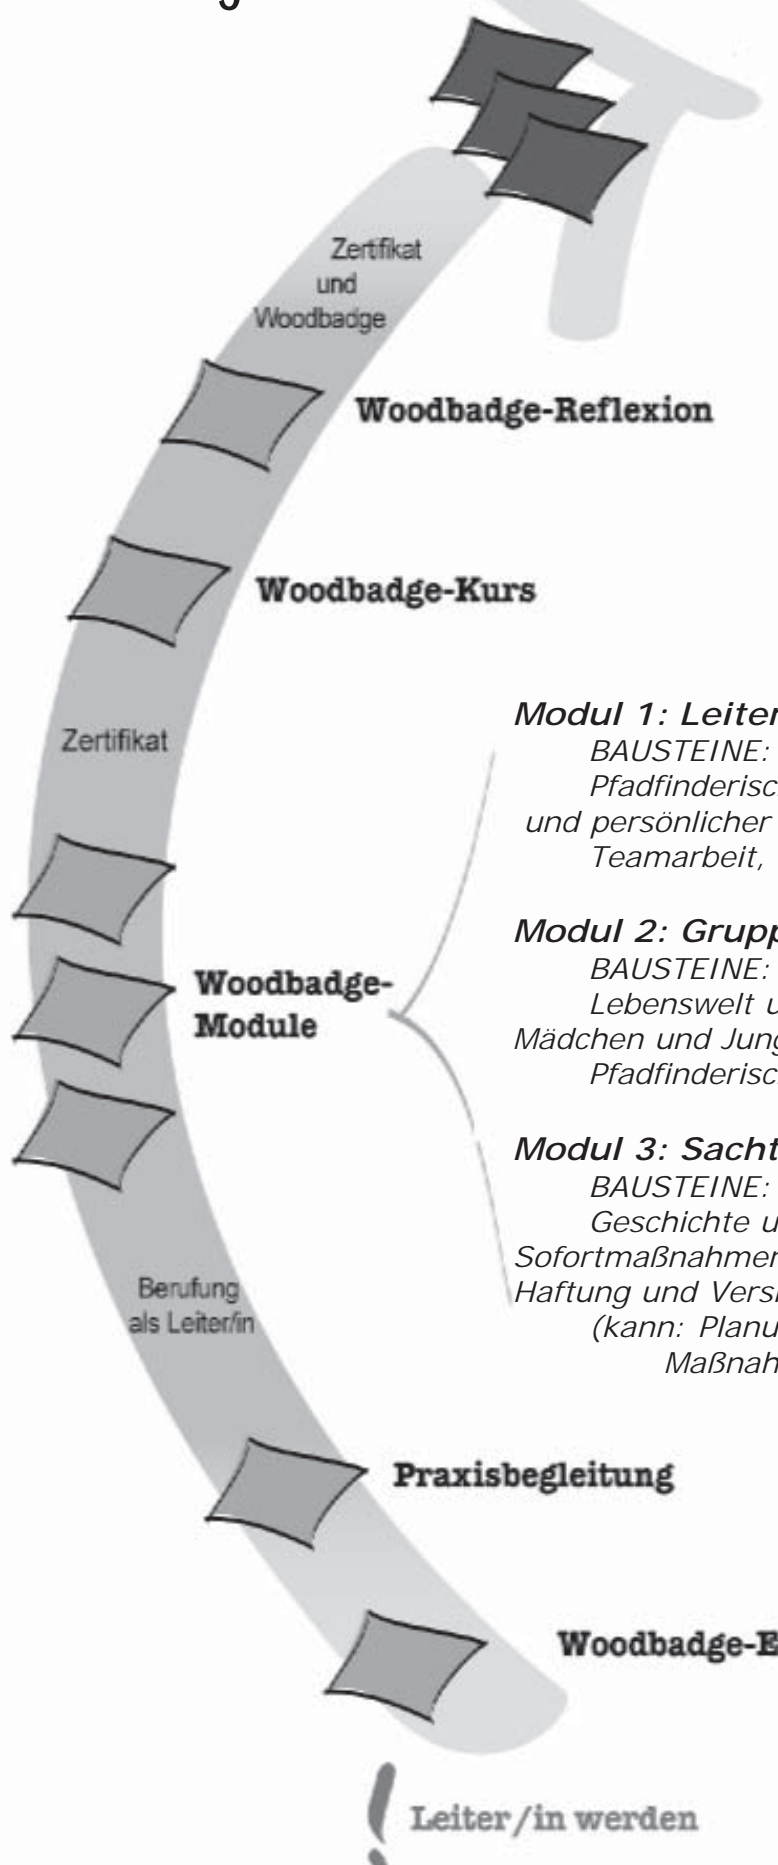 Zertifikat
und
Woodbadge
Woodbadge-Reflexion
Woodbadge-Kurs
Zertifikat
Modul 1: Leiter
BAUSTEINE:
Pfadfinderisc
und persönlicher
Teamarbeit,
Woodbadge-
Module
Modul 2: Grupp
BAUSTEINE:
Lebenswelt u
Mädchen und Jung
Pfadfinderisc
Modul 3: Sacht
BAUSTEINE:
Geschichte u
Sofortmaßnahmen
Haftung und Versi
(kann: Planu
Maßnah
Berufung
als Leiter/in
Praxisbegleitung
Woodbadge-E
Leiter/in werden